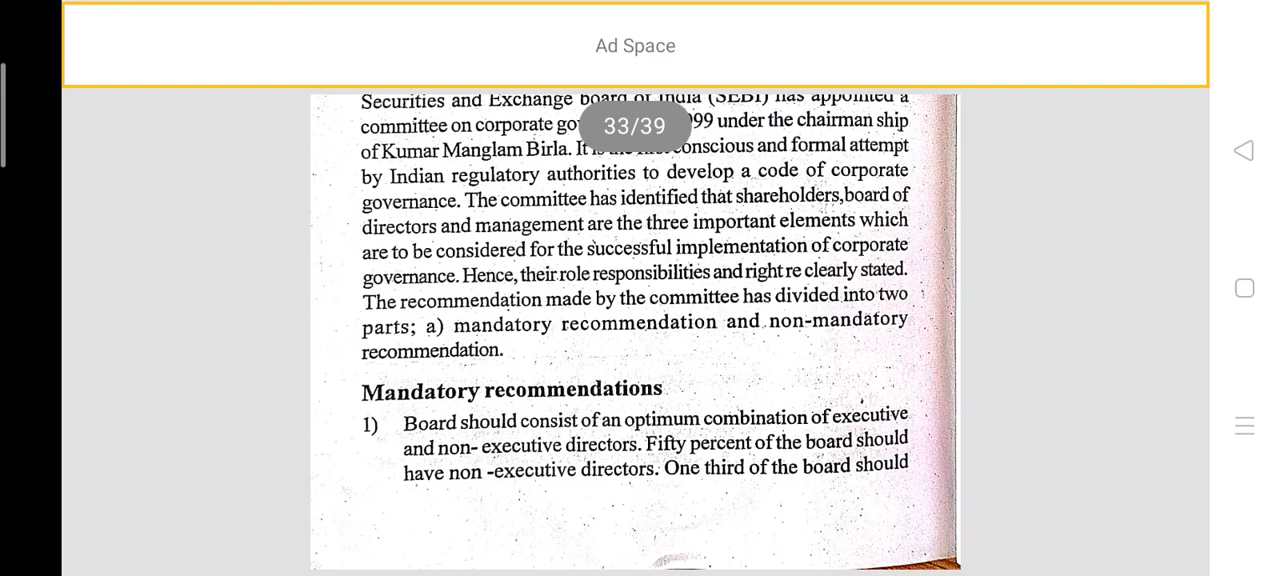 Ad Space
Securities and Exchange board of India (SEBI) has appointed a
committee on corporate go 99 under the chairman ship
33/39
of Kumar Manglam Birla. It conscious and formal attempt
by Indian regulatory authorities to develop a code of corporate
governance. The committee has identified that shareholders,board of
directors and management are the three important elements which
are to be considered for the successful implementation of corporate
governance. Hence, their role responsibilities and right re clearly stated.
The recommendation made by the committee has divided into two
parts; a) mandatory recommendation and non-mandatory
recommendation.
Mandatory recommendations
1) Board should consist of an optimum combination of executive
and non- executive directors. Fifty percent of the board should
have non -executive directors. One third of the board should